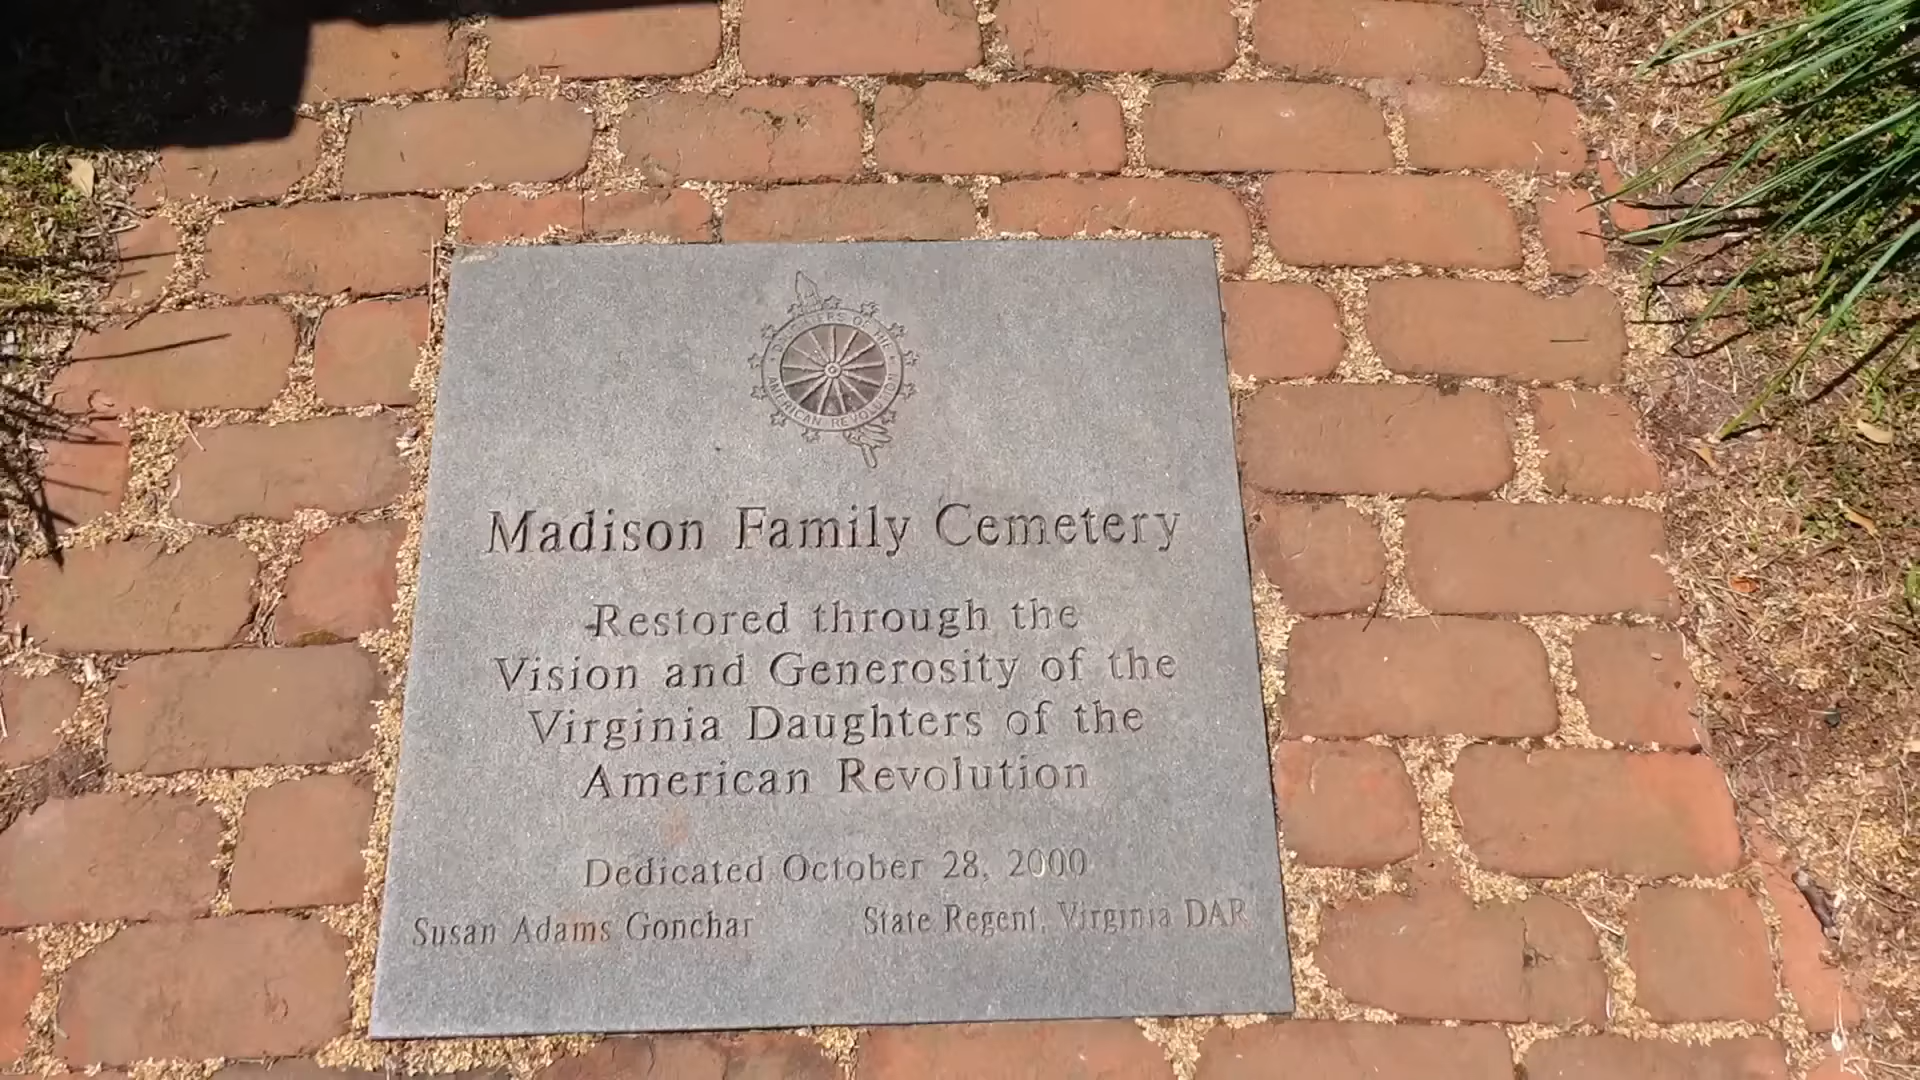 DAUGHTERS OF THE
AMERICAN REVOLUTION
Madison Family Cemetery
Restored through the
Vision and Generosity of the
Virginia Daughters of the
American Revolution
Dedicated October 28, 2000
Susan Adams Gonchar State Regent, Virginia DAR